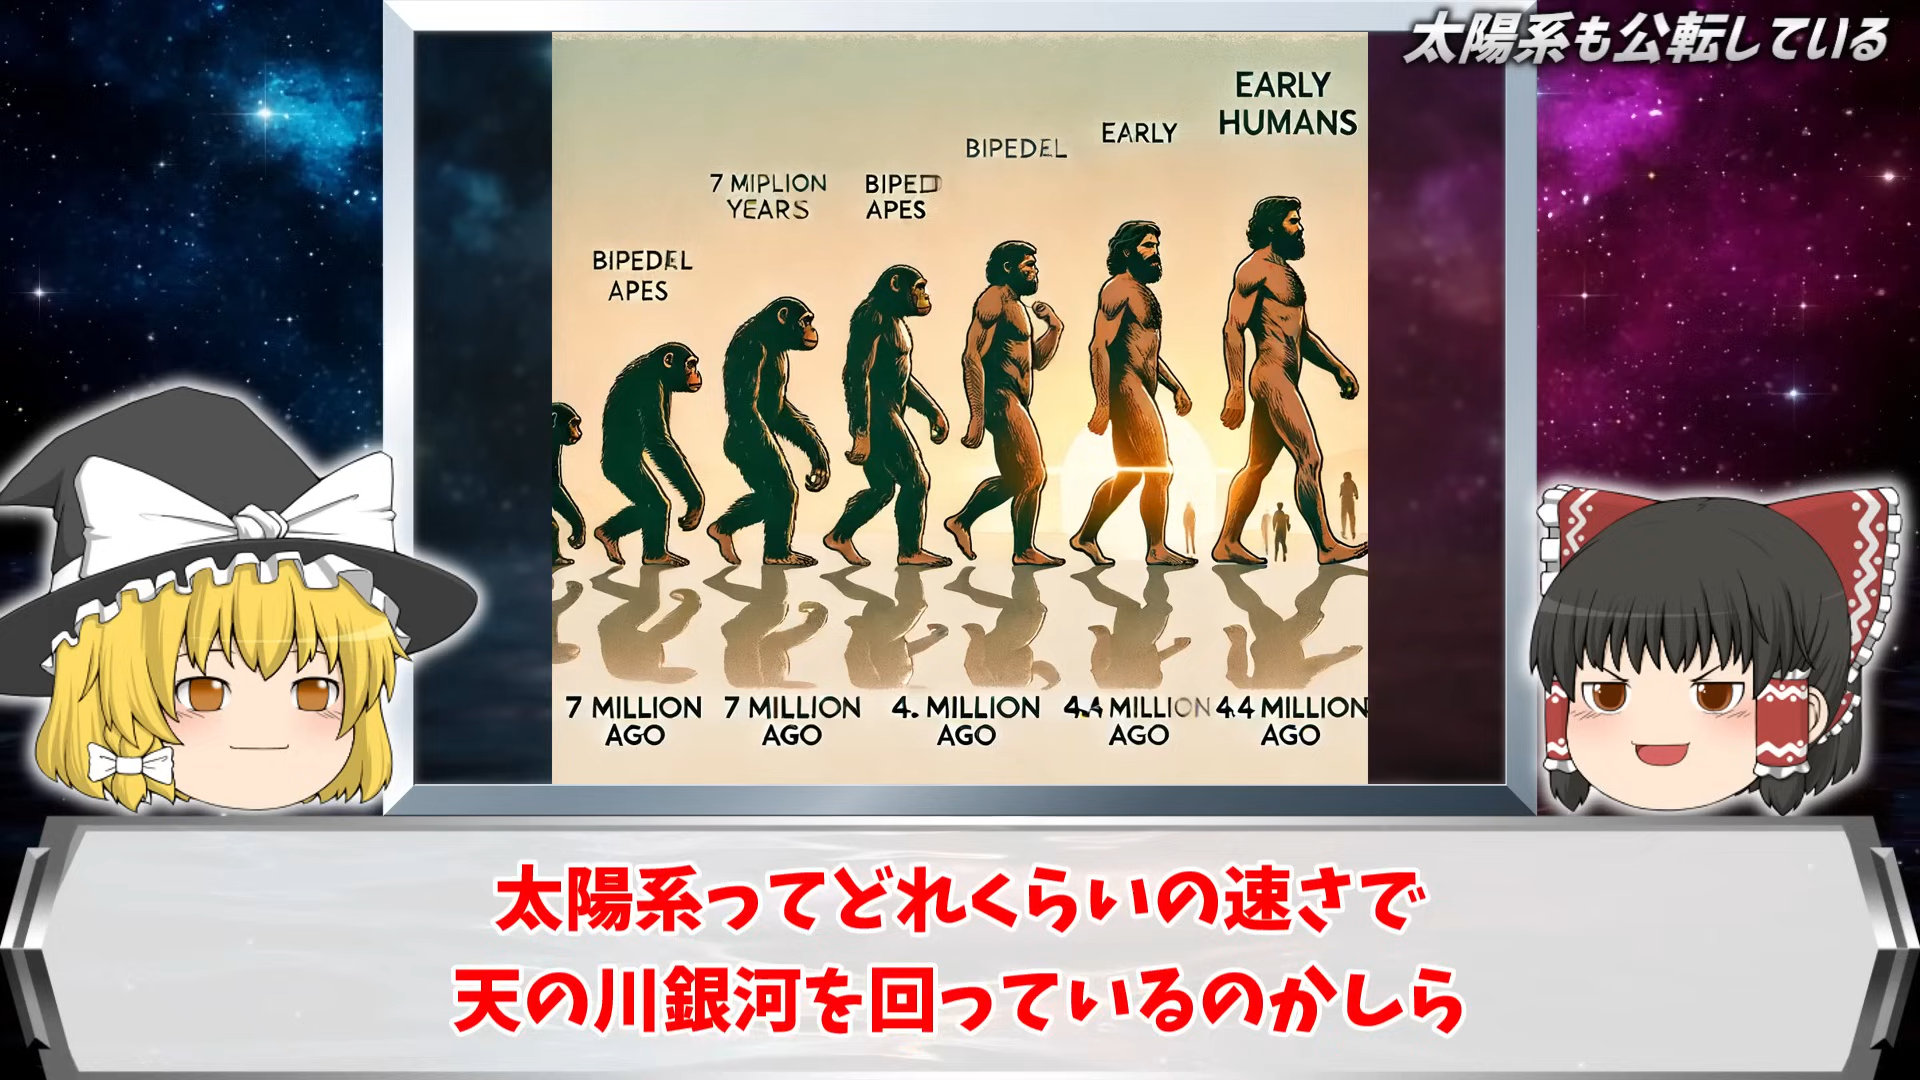 太陽系も公転している
EARLY
HUMANS
EARLY
BIPEDEL
7 MIPLION
YEARS
BIPED
APES
BIPEDEL
APES
7 MILLION
AGO
7 MILLION
AGO
4. MILLION
AGO
4.4 MILLION
AGO
4.4 MILLION
AGO
太陽系ってどれくらいの速さで
天の川銀河を回っているのかしら